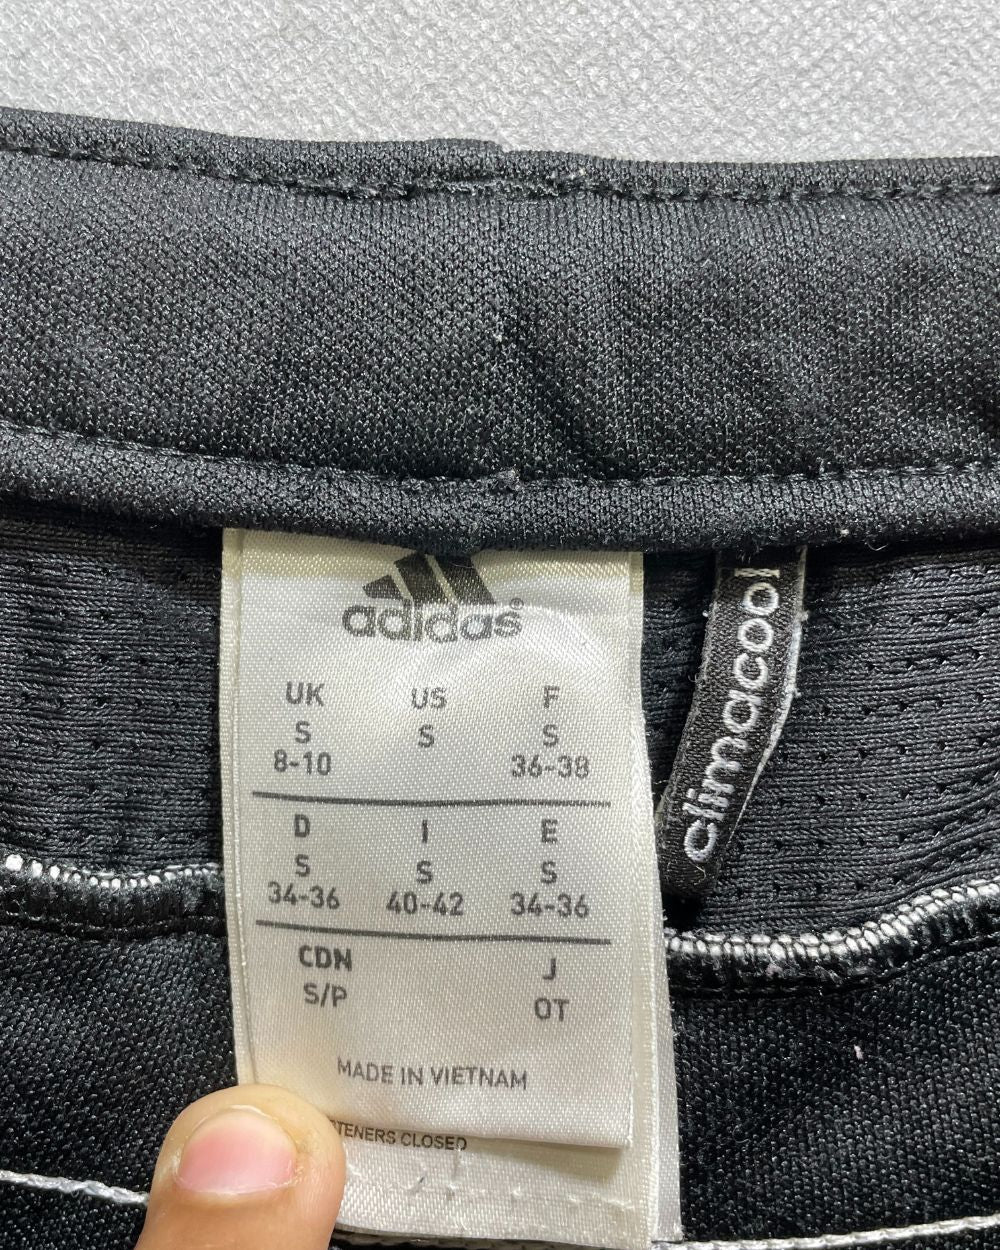 adidas®
UK US F
S S S
8-10 36-38
D I E
S S S
34-36 40-42 34-36
CDN J
S/P OT
MADE IN VIETNAM
CLOSED
climacool